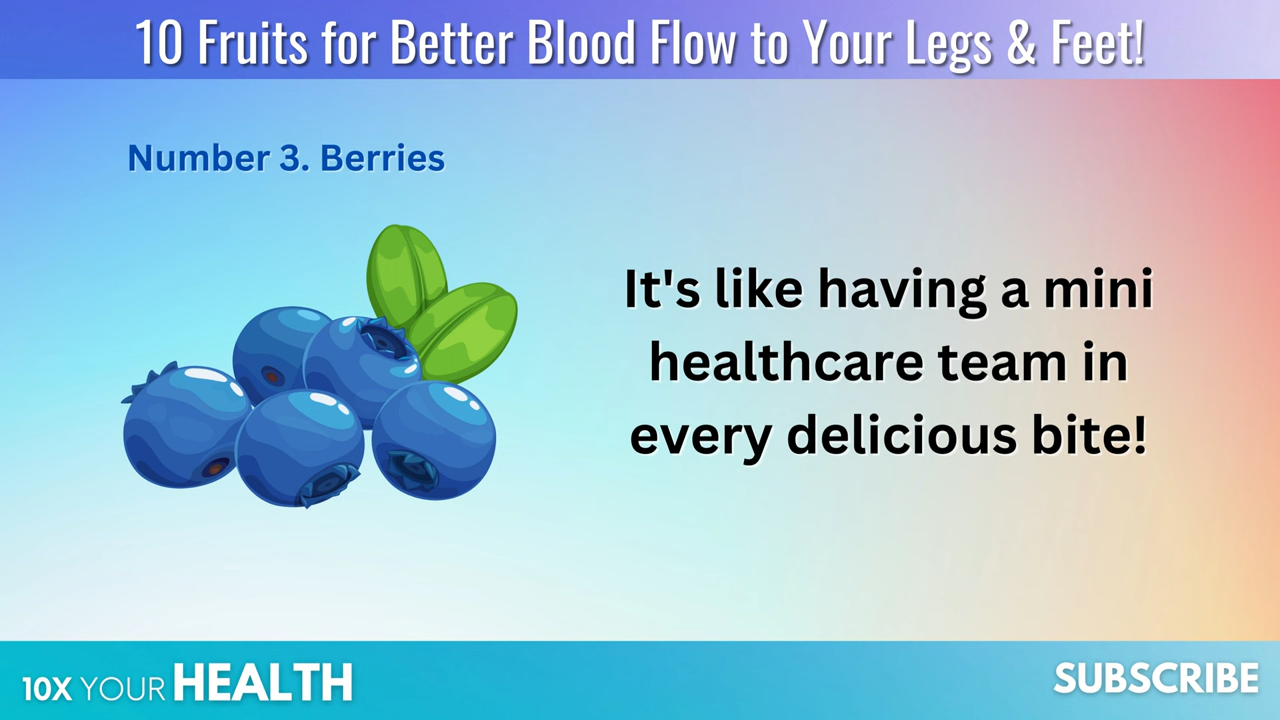 10 Fruits for Better Blood Flow to Your Legs & Feet!
Number 3. Berries
It's like having a mini
healthcare team in
every delicious bite!
10X YOUR HEALTH
SUBSCRIBE